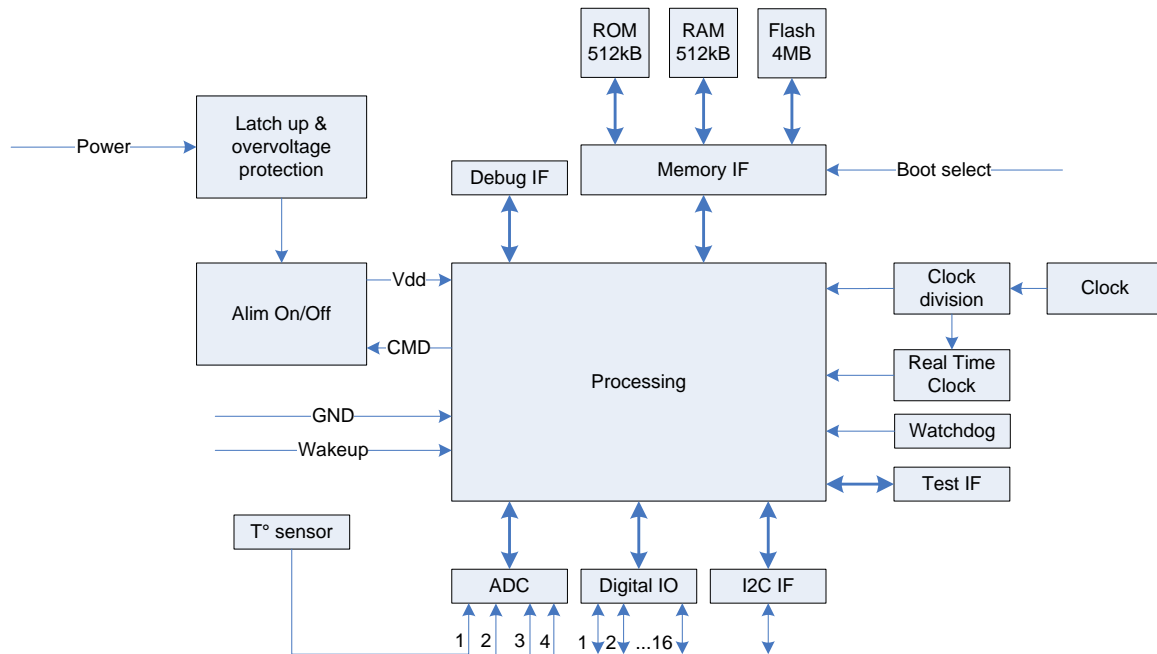 ROM
512kB
RAM
512kB
Flash
4MB
Latch up &
overvoltage
protection
Power
Debug IF
Memory IF
Boot select
Alim On/Off
Vdd
CMD
Processing
Clock
division
Clock
Real Time
Clock
GND
Wakeup
Watchdog
Test IF
T° sensor
ADC
Digital IO
I2C IF
1 2 3 4
1 2 ...16